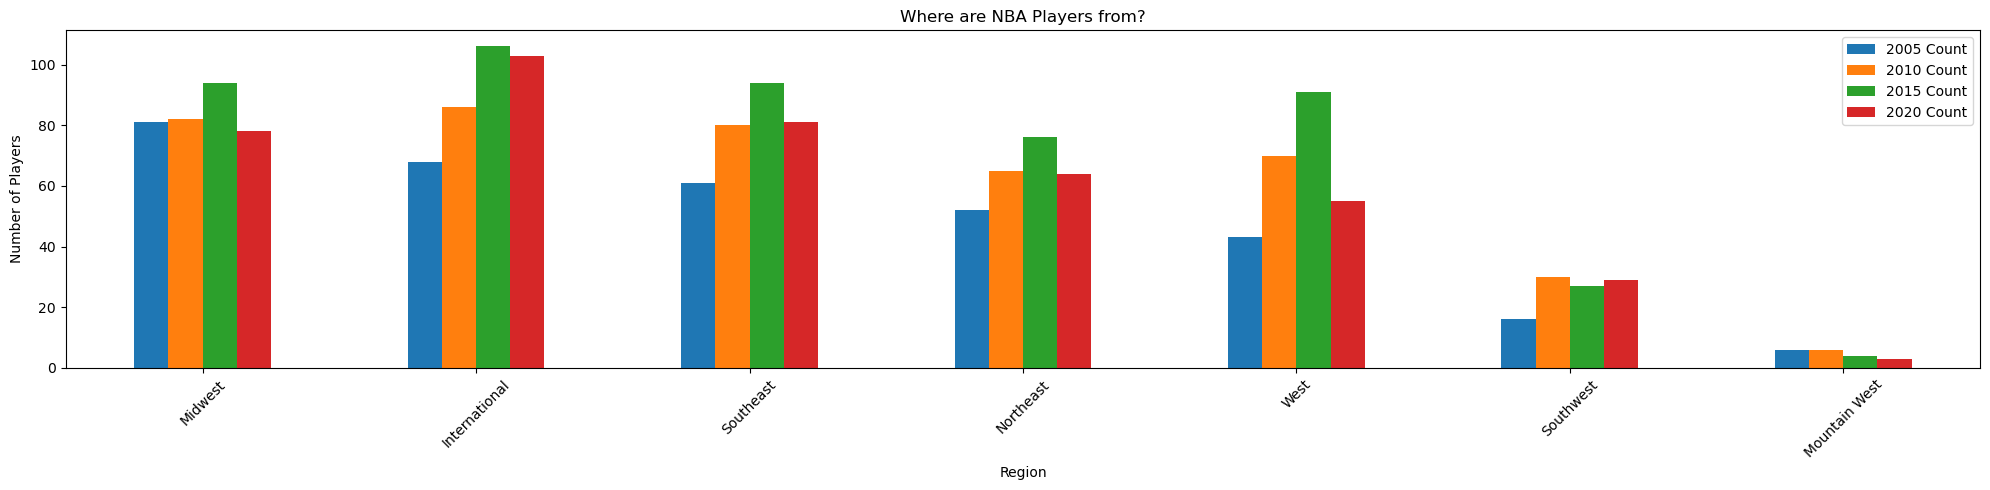 Where are NBA Players from?
2005 Count
2010 Count
2015 Count
2020 Count
Number of Players
100
80
60
40
20
0
Midwest
International
Southeast
Northeast
West
Southwest
Mountain West
Region